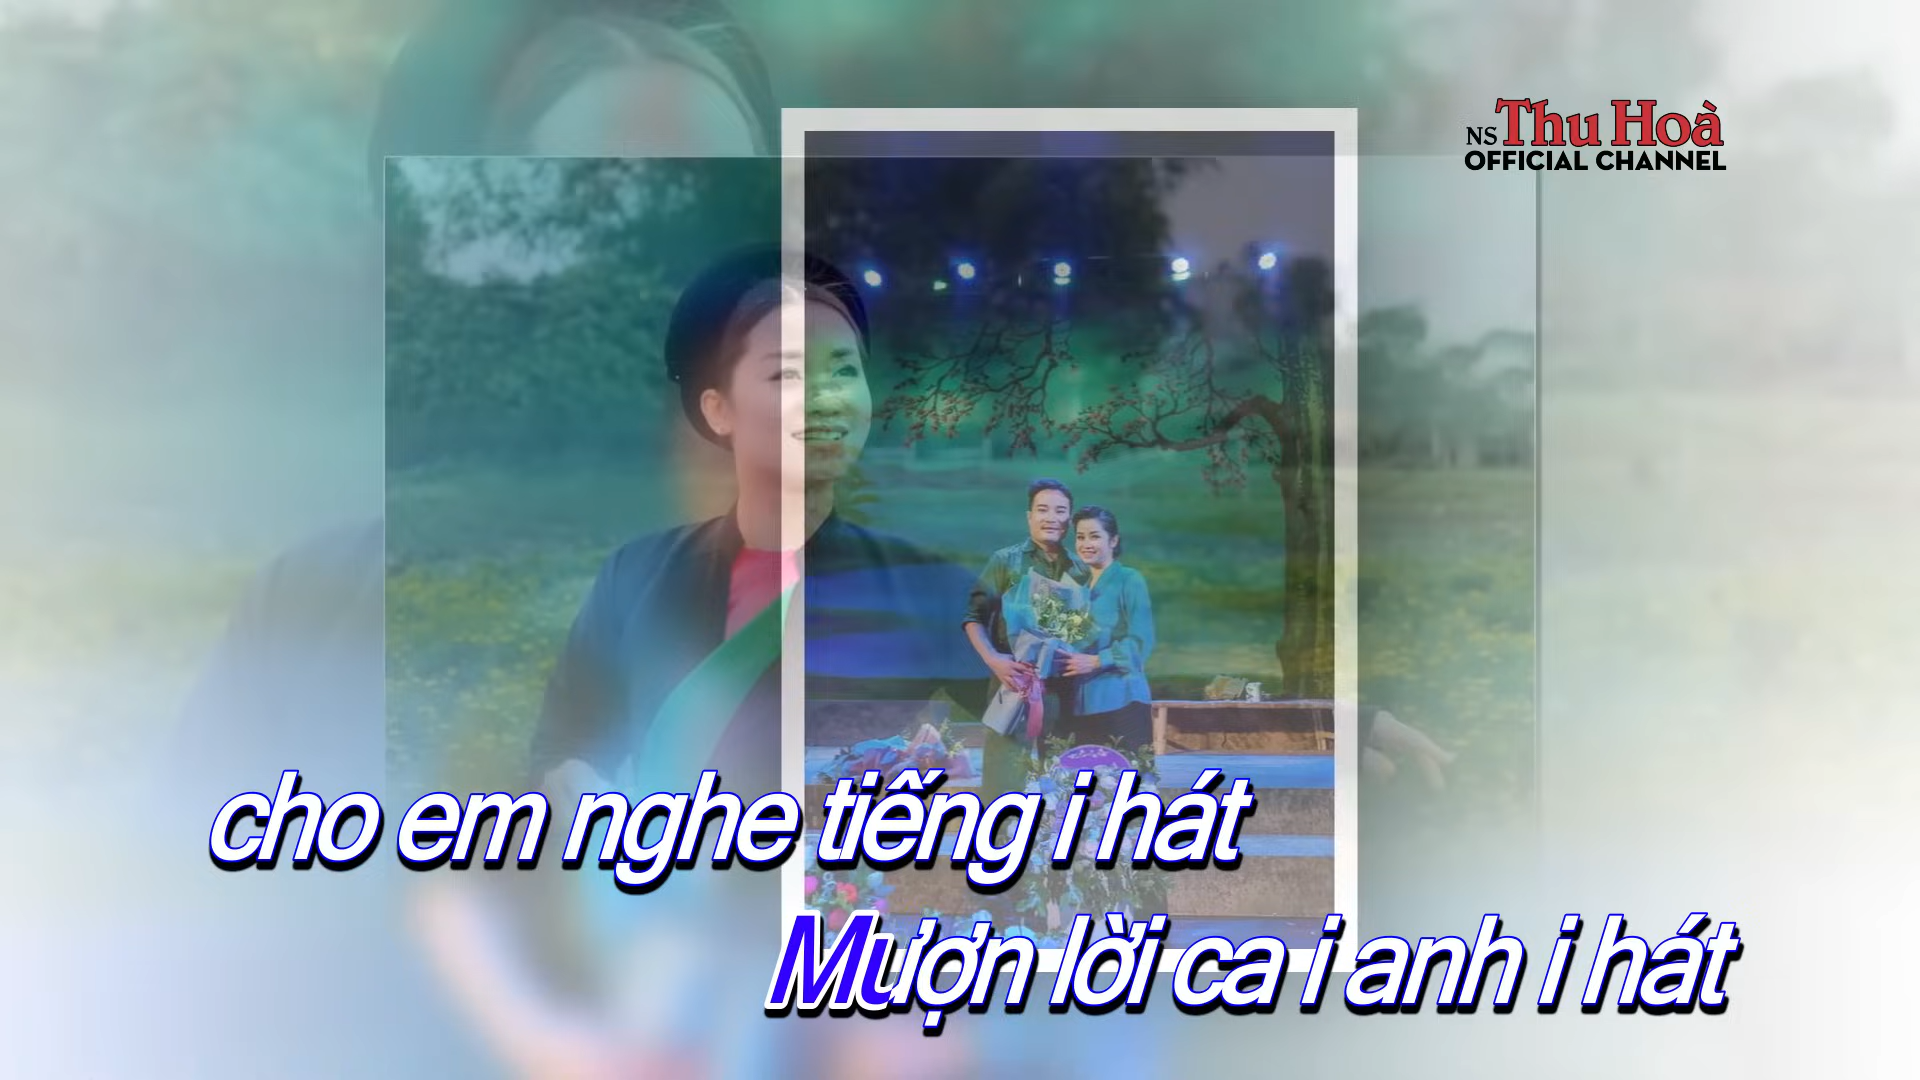 NS Thu Hoà
OFFICIAL CHANNEL
cho em nghe tiếng i hát
Mượn lời ca i anh i hát